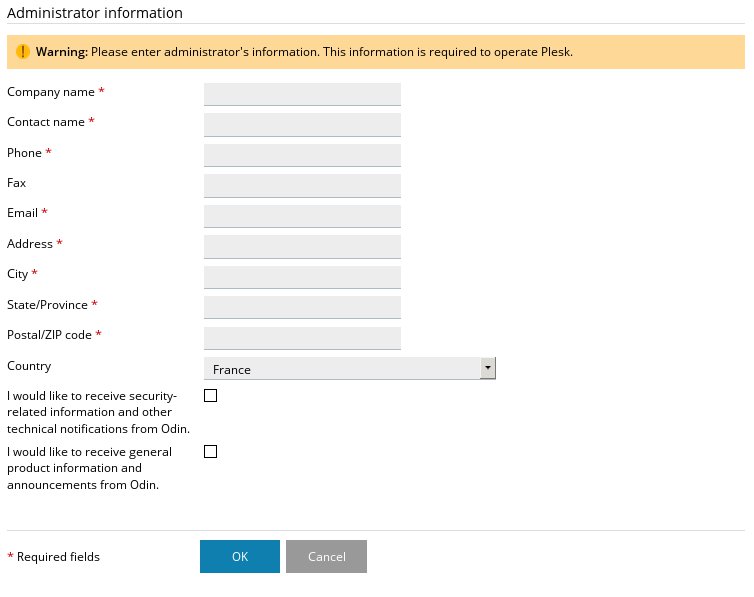 Administrator information
Warning: Please enter administrator's information. This information is required to operate Plesk.
Company name *
Contact name *
Phone *
Fax
Email *
Address *
City *
State/Province *
Postal/ZIP code *
Country
France
I would like to receive security-
related information and other
technical notifications from Odin.
I would like to receive general
product information and
announcements from Odin.
* Required fields
OK
Cancel